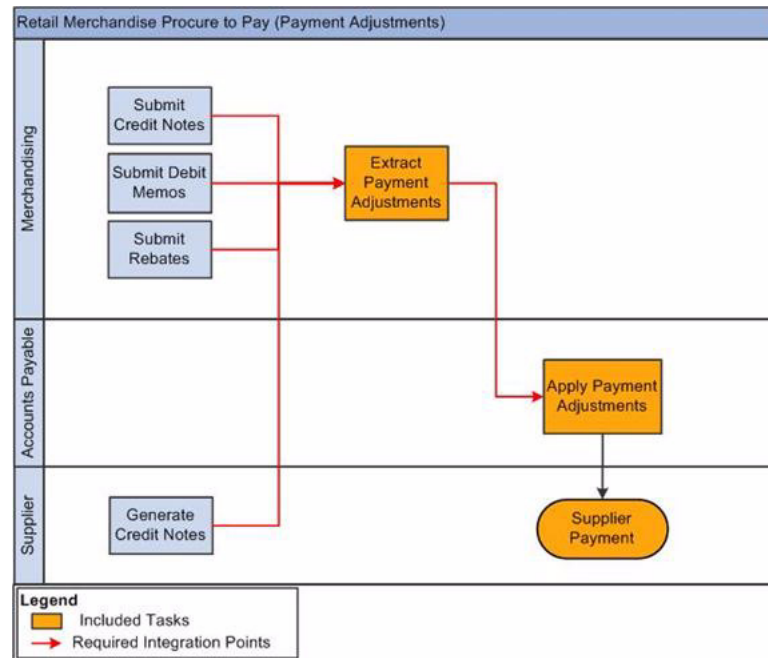 Retail Merchandise Procure to Pay (Payment Adjustments)
Merchandising
Submit
Credit Notes
Submit Debit
Memos
Submit
Rebates
Extract
Payment
Adjustments
Accounts Payable
Apply Payment
Adjustments
Supplier
Generate
Credit Notes
Supplier
Payment
Legend
Included Tasks
Required Integration Points